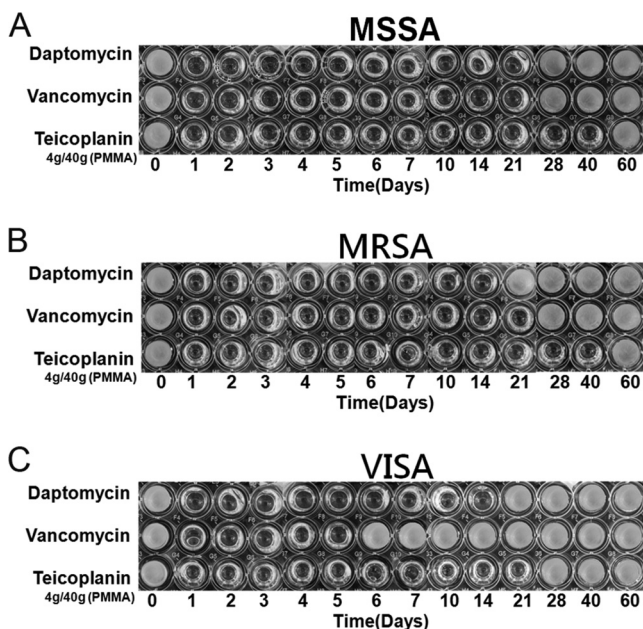 A
MSSA
Daptomycin
Vancomycin
Teicoplanin
4g/40g (PMMA)
0 1 2 3 4 5 6 7 10 14 21 28 40 60
Time(Days)
B
MRSA
Daptomycin
Vancomycin
Teicoplanin
4g/40g (PMMA)
0 1 2 3 4 5 6 7 10 14 21 28 40 60
Time(Days)
C
VISA
Daptomycin
Vancomycin
Teicoplanin
4g/40g (PMMA)
0 1 2 3 4 5 6 7 10 14 21 28 40 60
Time(Days)